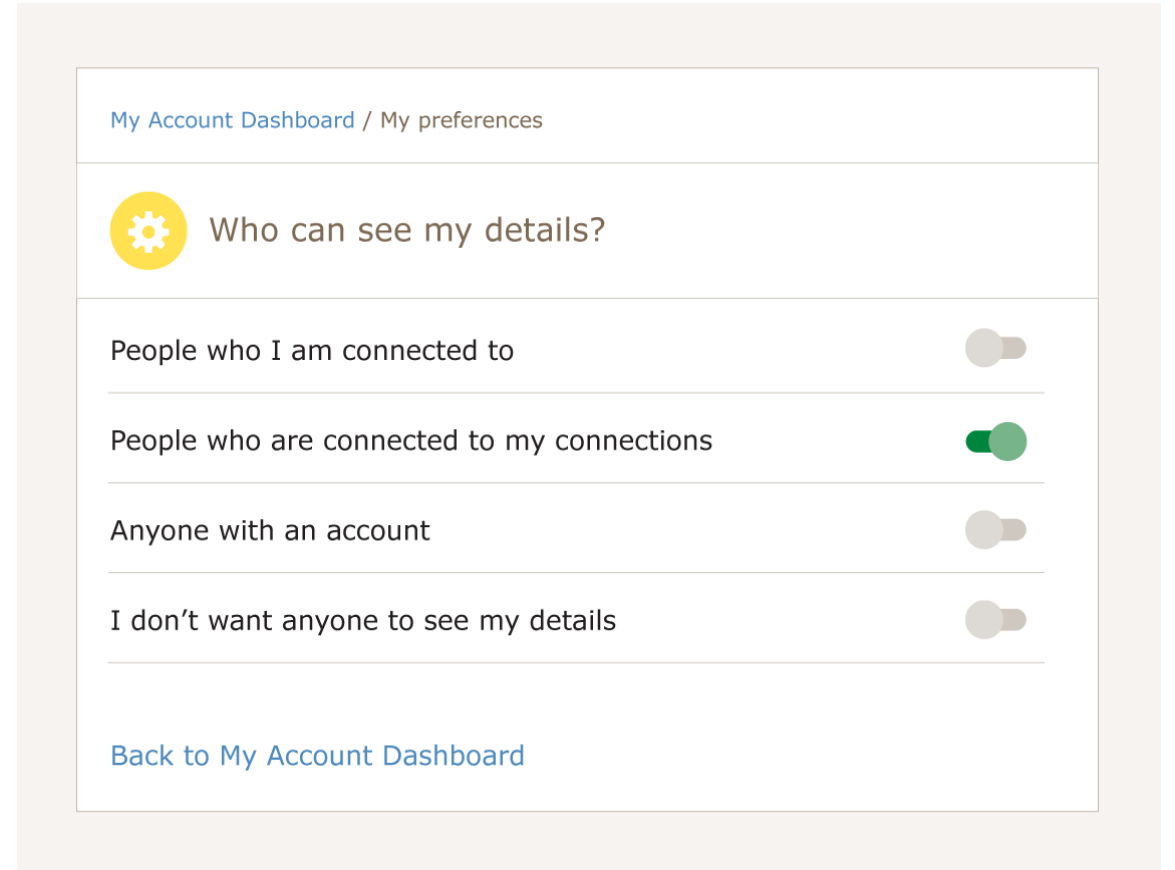 My Account Dashboard / My preferences
Who can see my details?
People who I am connected to
People who are connected to my connections
Anyone with an account
I don’t want anyone to see my details
Back to My Account Dashboard